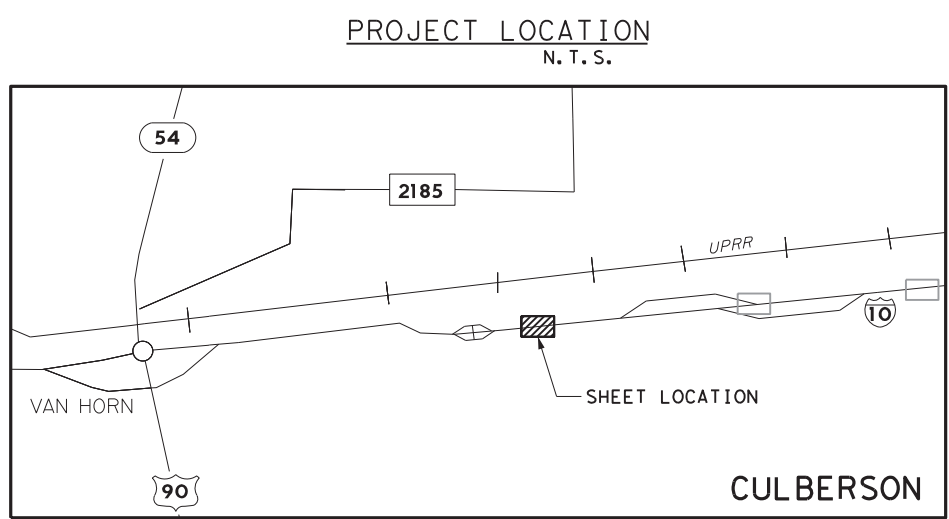 PROJECT LOCATION
N.T.S.
54
2185
UPRR
10
SHEET LOCATION
VAN HORN
90
CULBERSON